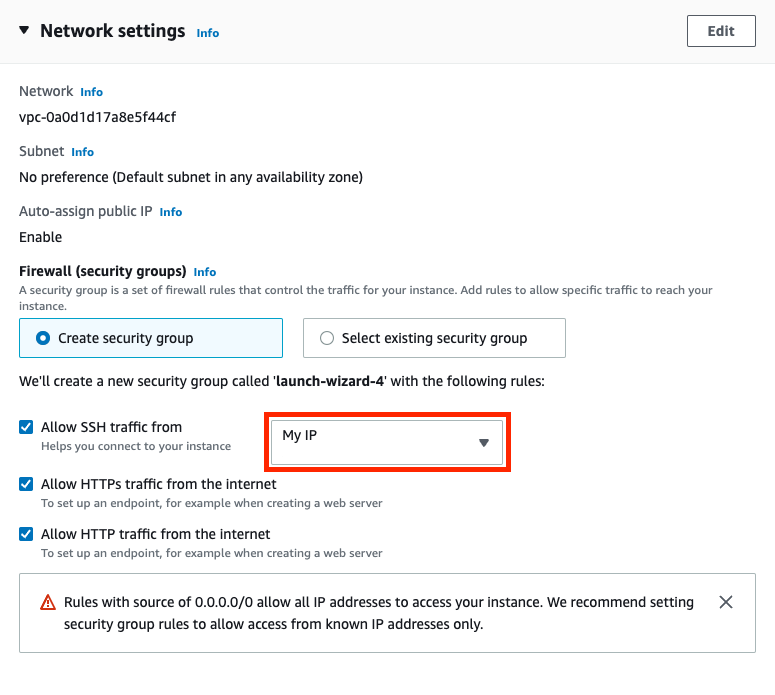 Network settings Info
Edit
Network Info
vpc-0a0d1d17a8e5f44cf
Subnet Info
No preference (Default subnet in any availability zone)
Auto-assign public IP Info
Enable
Firewall (security groups) Info
A security group is a set of firewall rules that control the traffic for your instance. Add rules to allow specific traffic to reach your
instance.
Create security group
Select existing security group
We'll create a new security group called 'launch-wizard-4' with the following rules:
Allow SSH traffic from
Helps you connect to your instance
My IP
Allow HTTPs traffic from the internet
To set up an endpoint, for example when creating a web server
Allow HTTP traffic from the internet
To set up an endpoint, for example when creating a web server
Rules with source of 0.0.0.0/0 allow all IP addresses to access your instance. We recommend setting
security group rules to allow access from known IP addresses only.